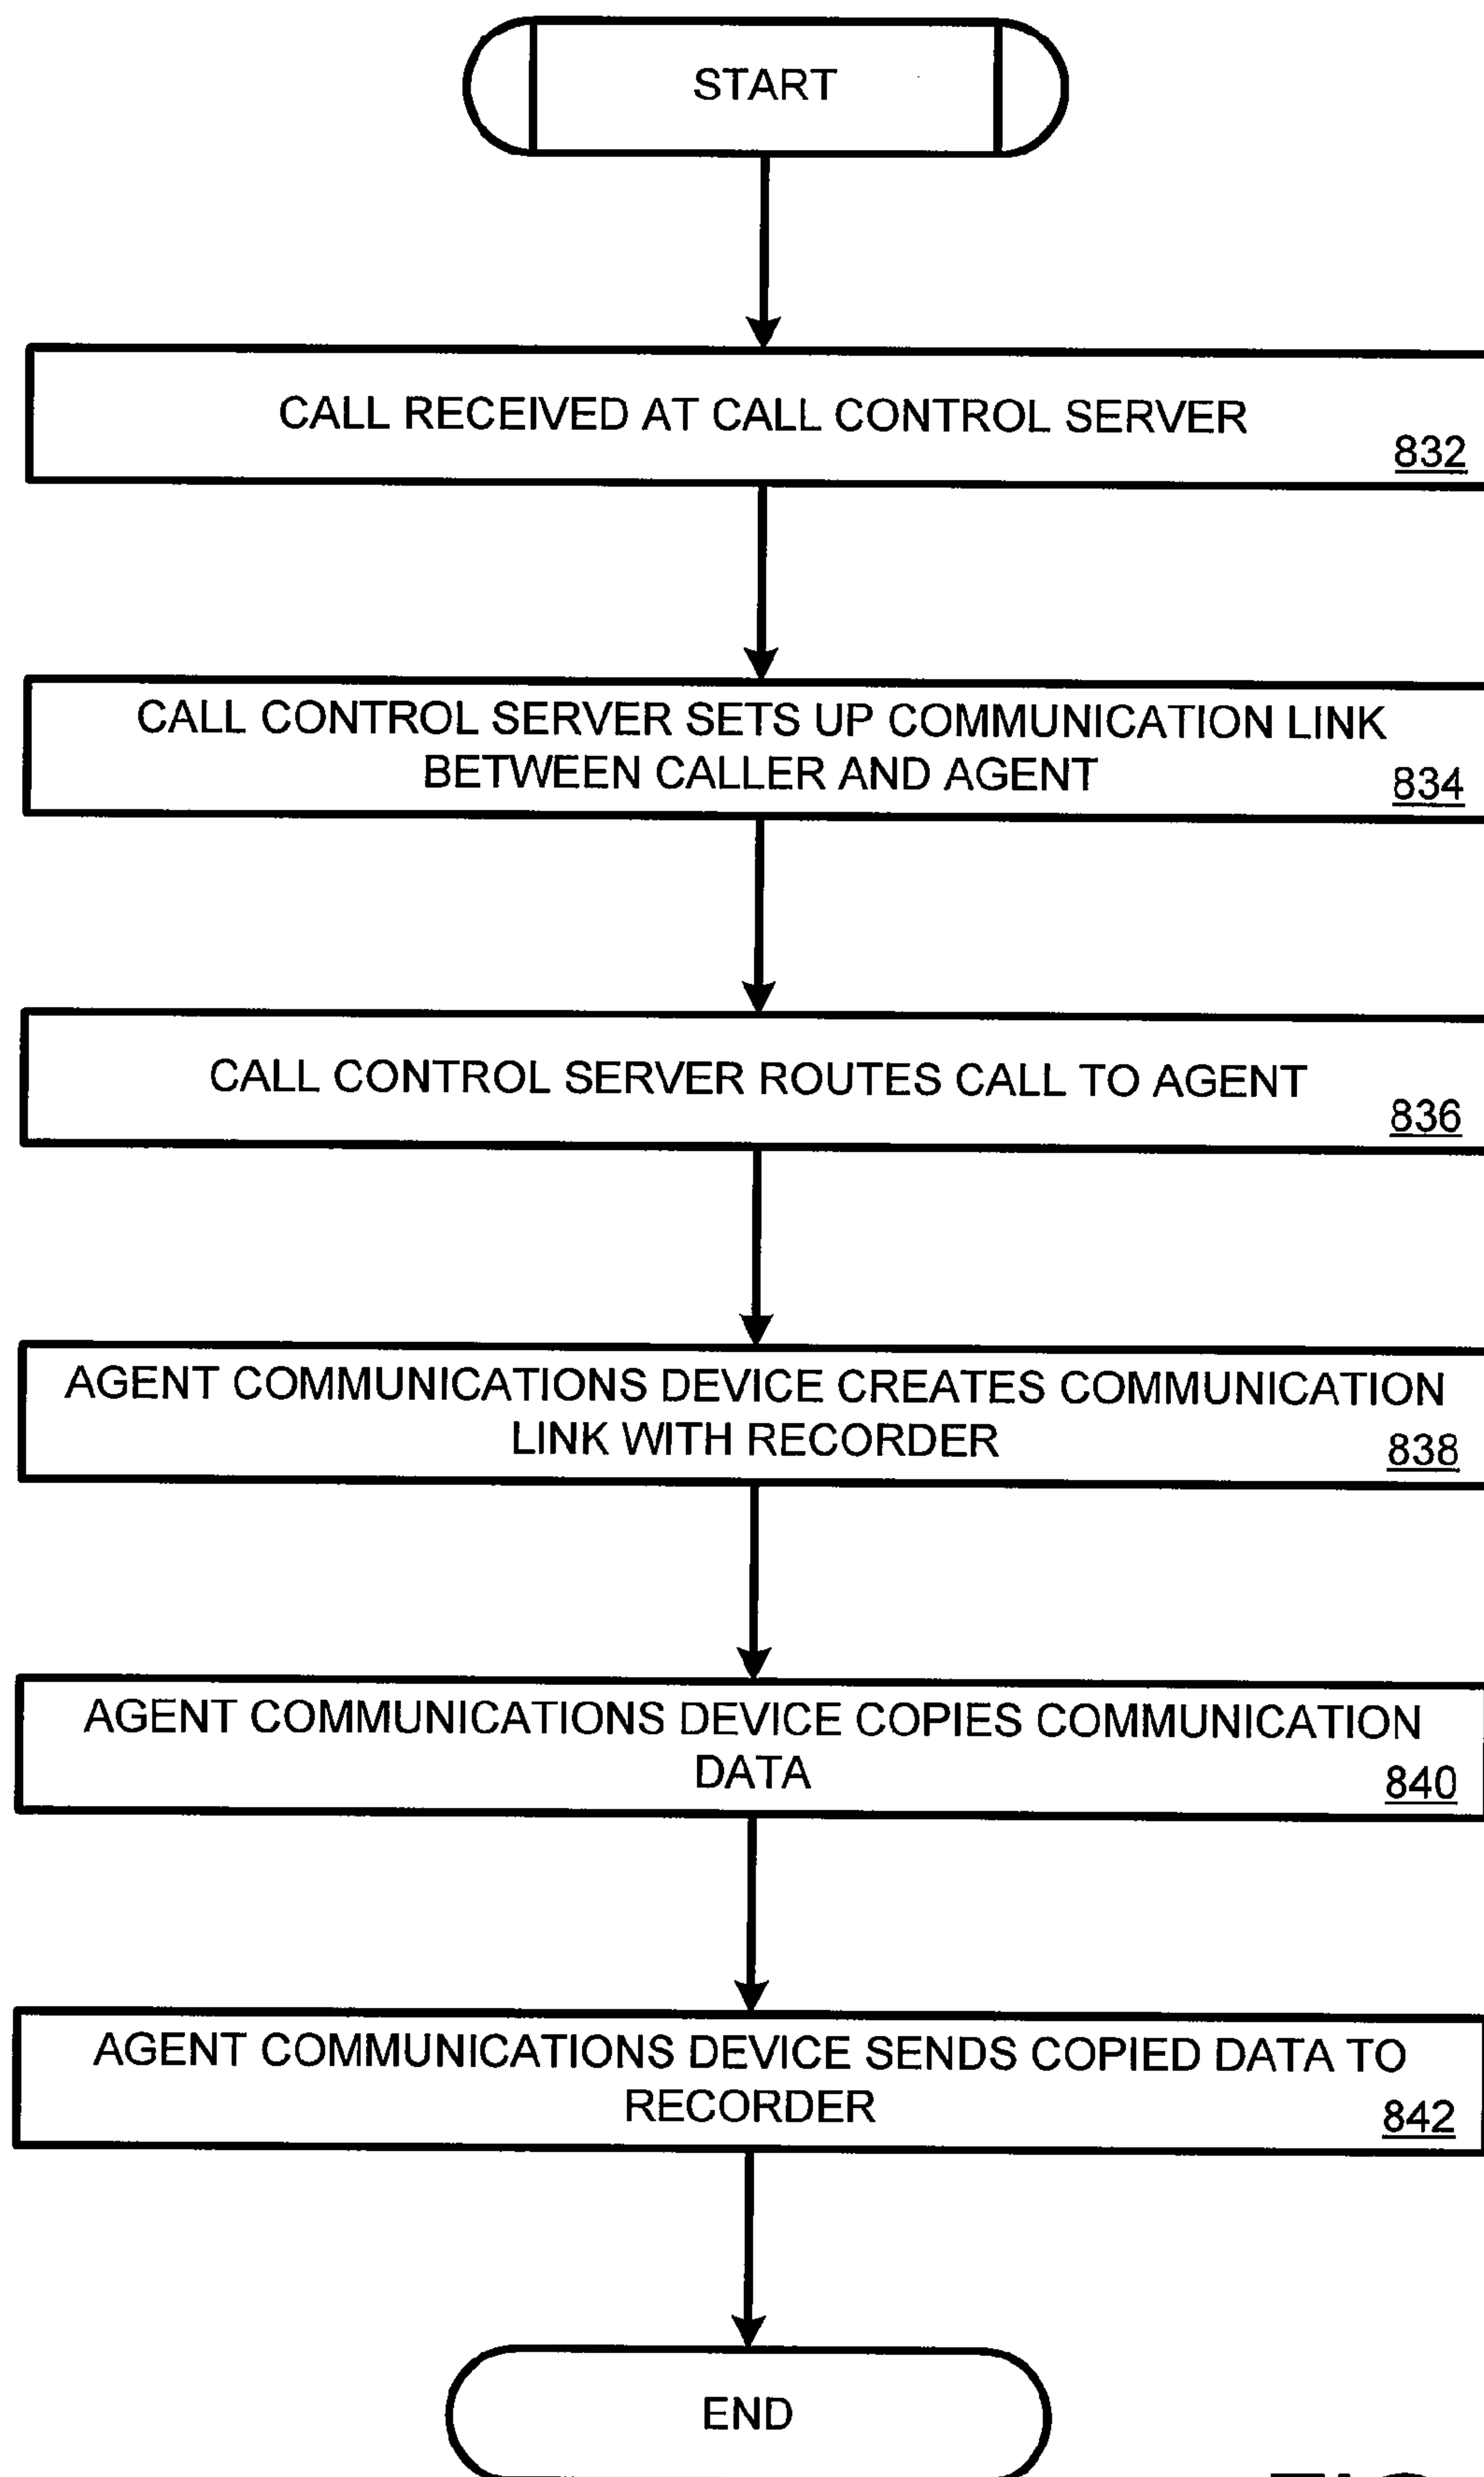 START
CALL RECEIVED AT CALL CONTROL SERVER
832
CALL CONTROL SERVER SETS UP COMMUNICATION LINK
BETWEEN CALLER AND AGENT
834
CALL CONTROL SERVER ROUTES CALL TO AGENT
836
AGENT COMMUNICATIONS DEVICE CREATES COMMUNICATION
LINK WITH RECORDER
838
AGENT COMMUNICATIONS DEVICE COPIES COMMUNICATION
DATA
840
AGENT COMMUNICATIONS DEVICE SENDS COPIED DATA TO
RECORDER
842
END